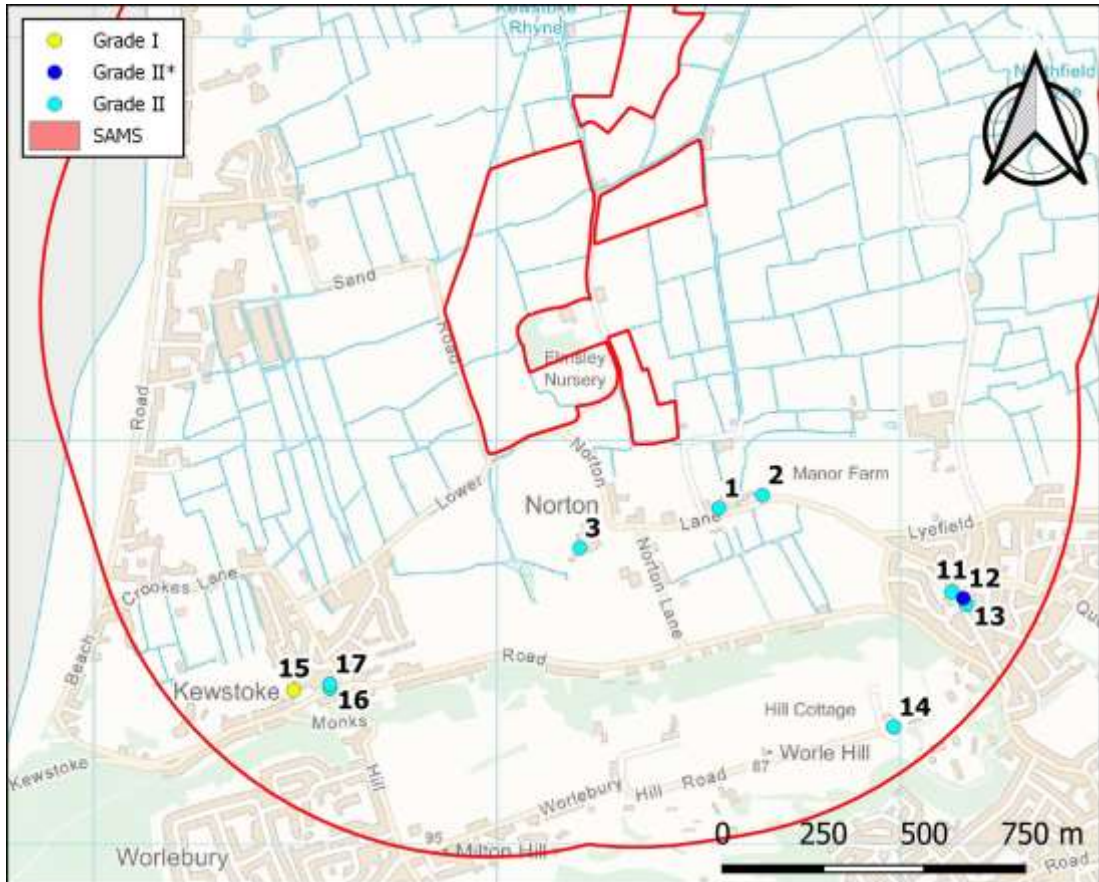 Grade I
Grade II*
Grade II
SAMS
Kewstoke
Rhyne
Sand
Road
Road
Elmsley
Nursery
Norton
Lower
Norton
Lane
Norton Lane
1
2
Manor Farm
3
Lyefield
11
12
13
Crookes Lane
Beach
Road
15
17
16
Kewstoke
Monks
Hill
Kewstoke
Hill Cottage
14
87
Worle Hill
Worlebury
Hill
Road
95
Milton Hill
Worlebury
0 250 500 750 m
Road